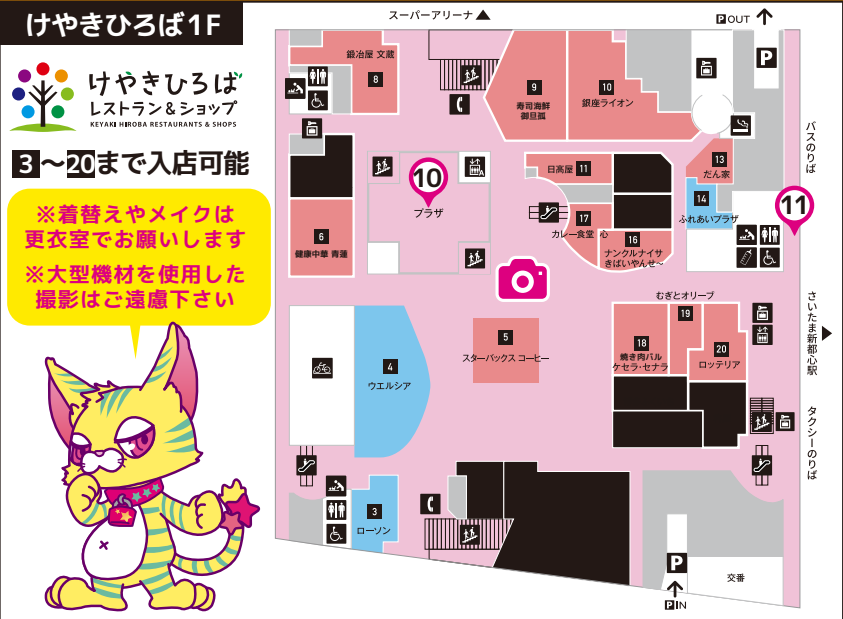 けやきひろば1F
けやきひろば
レストラン&ショップ
KEYAKI HIROBA RESTAURANTS & SHOPS
3〜20まで入店可能
※着替えやメイクは
更衣室でお願いします
※大型機材を使用した
撮影はご遠慮下さい
スーパーアリーナ▲
P OUT
P
鍛冶屋 文蔵
8
9
寿司海鮮
御旦孤
10
銀座ライオン
バスのりば
10
プラザ
A
日高屋 11
13
だん家
14
ふれあいプラザ
11
17
カレー食堂 心
16
ナンクルナイサ
きばいやんせ〜
6
健康中華 青蓮
むぎとオリーブ
19
18
焼き肉バル
ケセラ・セナラ
20
ロッテリア
さいたま新都心駅
5
スターバックス コーヒー
4
ウエルシア
タクシーのりば
3
ローソン
P
P IN
交番